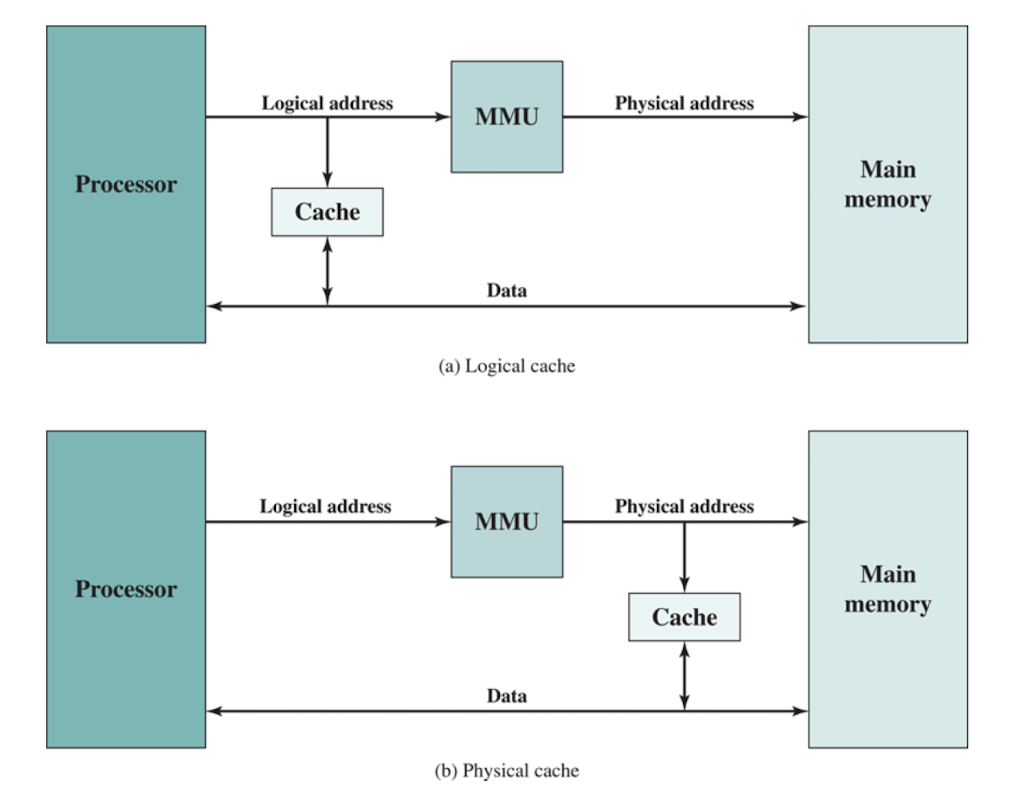 Logical address
MMU
Physical address
Processor
Cache
Main
memory
Data
(a) Logical cache
Logical address
MMU
Physical address
Processor
Cache
Main
memory
Data
(b) Physical cache